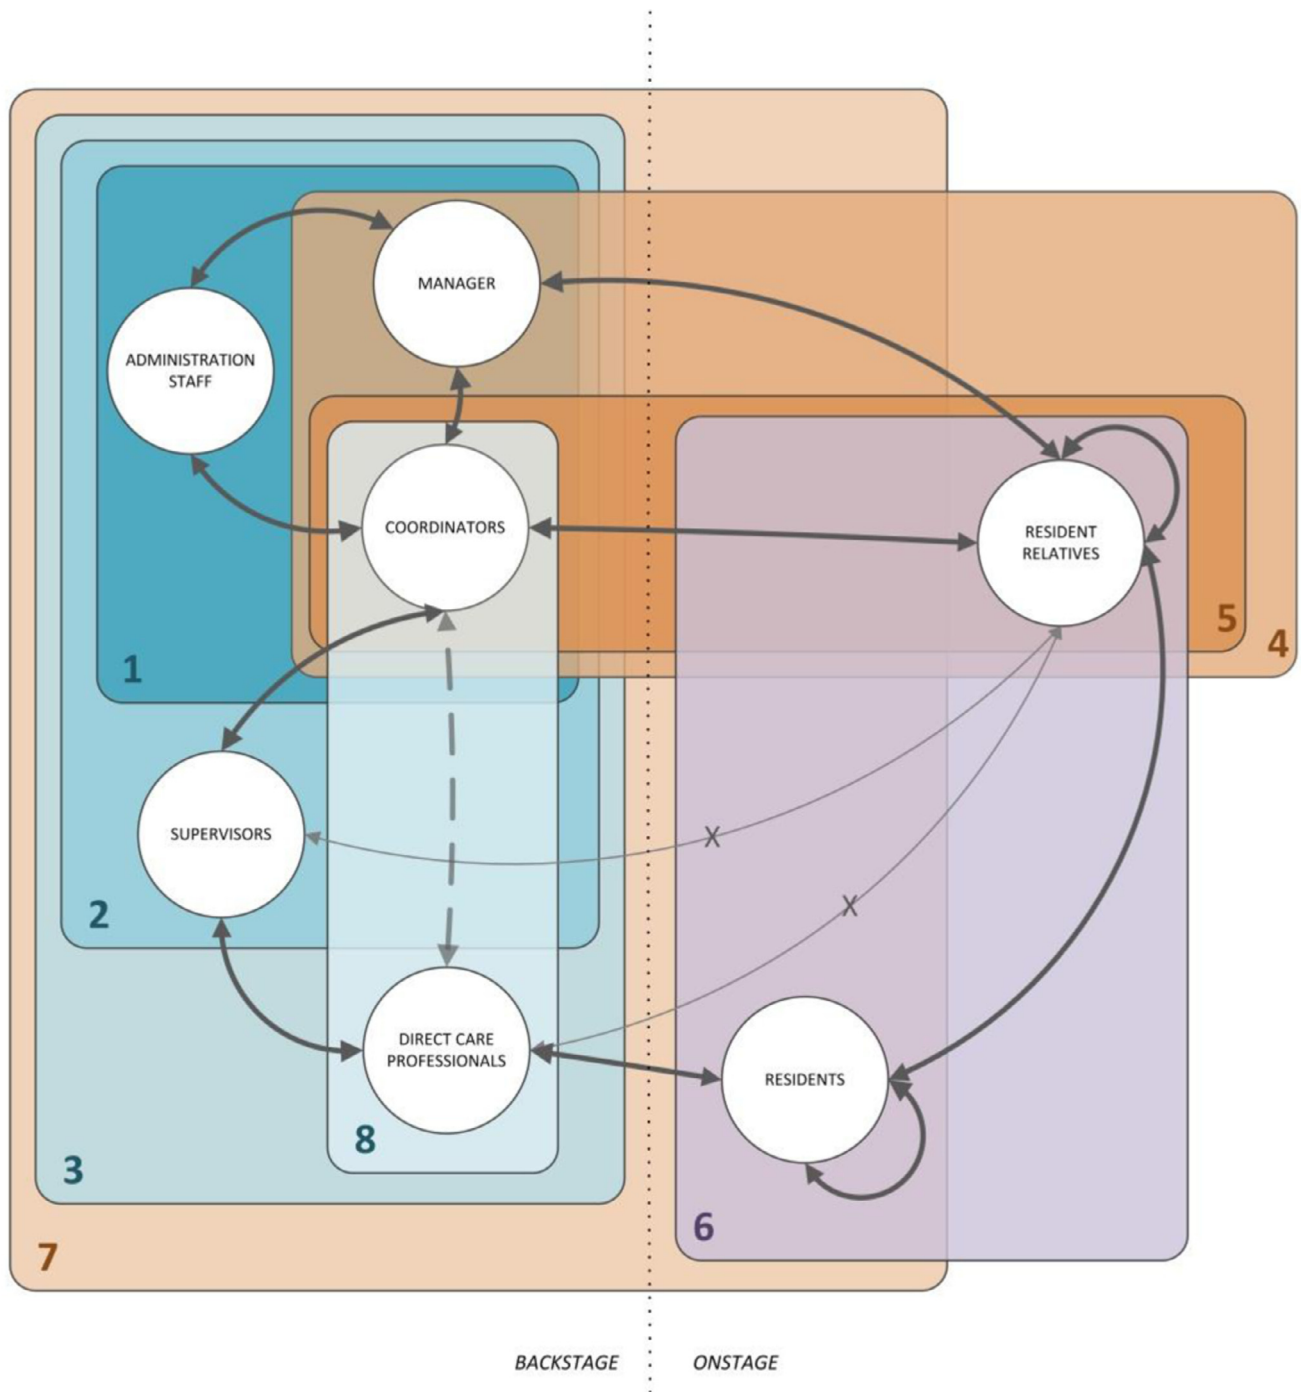 MANAGER
ADMINISTRATION
STAFF
COORDINATORS
RESIDENT
RELATIVES
5
4
1
SUPERVISORS
X
X
2
DIRECT CARE
PROFESSIONALS
RESIDENTS
8
3
6
7
BACKSTAGE
ONSTAGE